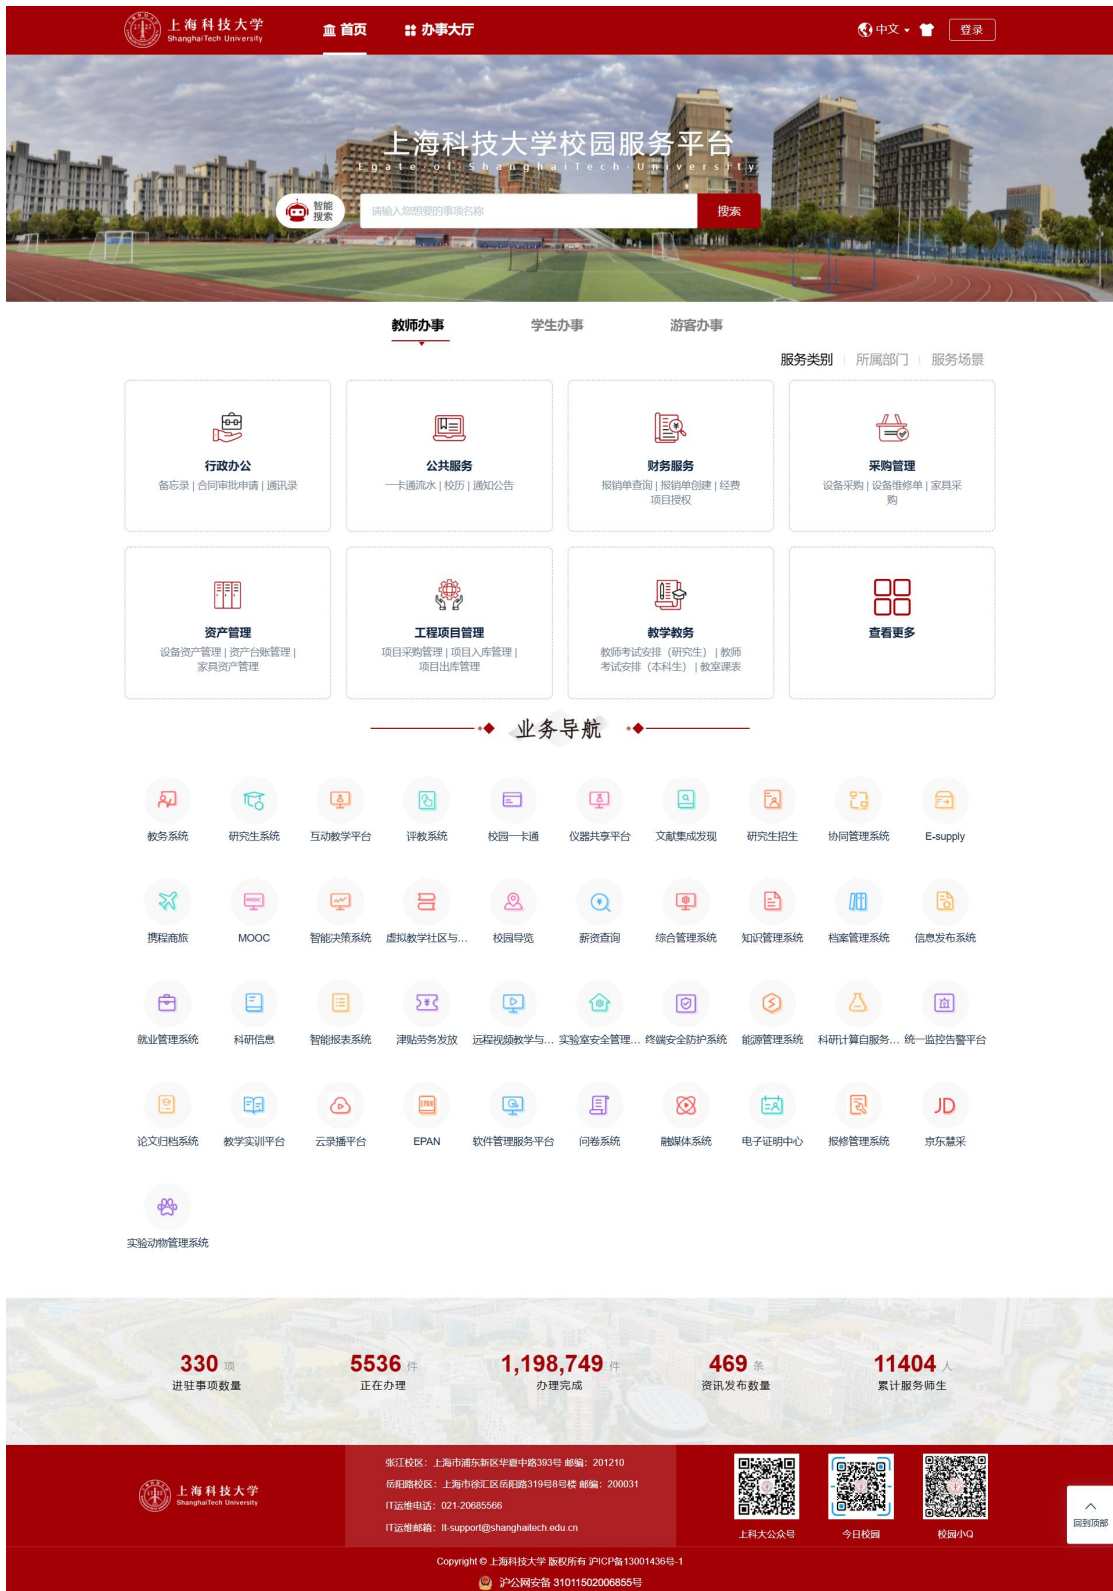 上海科技大学
ShanghaiTech University
首页
办事大厅
中文
登录
上海科技大学校园服务平台
Egate of ShanghaiTech University
智能搜索
请输入您想要的事项名称
搜索
教师办事
学生办事
游客办事
服务类别
所属部门
服务场景
行政办公
备忘录 | 合同审批申请 | 通讯录
公共服务
一卡通流水 | 校历 | 通知公告
财务服务
报销单查询 | 报销单创建 | 经费
项目授权
采购管理
设备采购 | 设备维修单 | 家具采
购
资产管理
设备资产管理 | 资产台账管理 |
家具资产管理
工程项目管理
项目采购管理 | 项目入库管理 |
项目出库管理
教学教务
教师考试安排（研究生） | 教师
考试安排（本科生） | 教室课表
查看更多
业务导航
教务系统
研究生系统
互动教学平台
评教系统
校园一卡通
仪器共享平台
文献集成发现
研究生招生
协同管理系统
E-supply
携程商旅
MOOC
MOOC
智能决策系统
虚拟教学社区与...
校园导览
薪资查询
综合管理系统
知识管理系统
档案管理系统
信息发布系统
就业管理系统
科研信息
智能报表系统
津贴劳务发放
远程视频教学与...
实验室安全管理...
终端安全防护系统
能源管理系统
科研计算自服务...
统一监控告警平台
论文归档系统
教学实训平台
云录播平台
EPAN
EPAN
软件管理服务平台
问卷系统
融媒体系统
电子证明中心
报修管理系统
JD
京东慧采
实验动物管理系统
330 项
进驻事项数量
5536 件
正在办理
1,198,749 件
办理完成
469 条
资讯发布数量
11404 人
累计服务师生
上海科技大学
ShanghaiTech University
张江校区：上海市浦东新区华夏中路393号 邮编：201210
岳阳路校区：上海市徐汇区岳阳路319号8号楼 邮编：200031
IT运维电话：021-20685566
IT运维邮箱：It-support@shanghaitech.edu.cn
上科大公众号
今日校园
校园小Q
回到顶部
Copyright © 上海科技大学 版权所有 沪ICP备13001436号-1
沪公网安备 31011502006855号